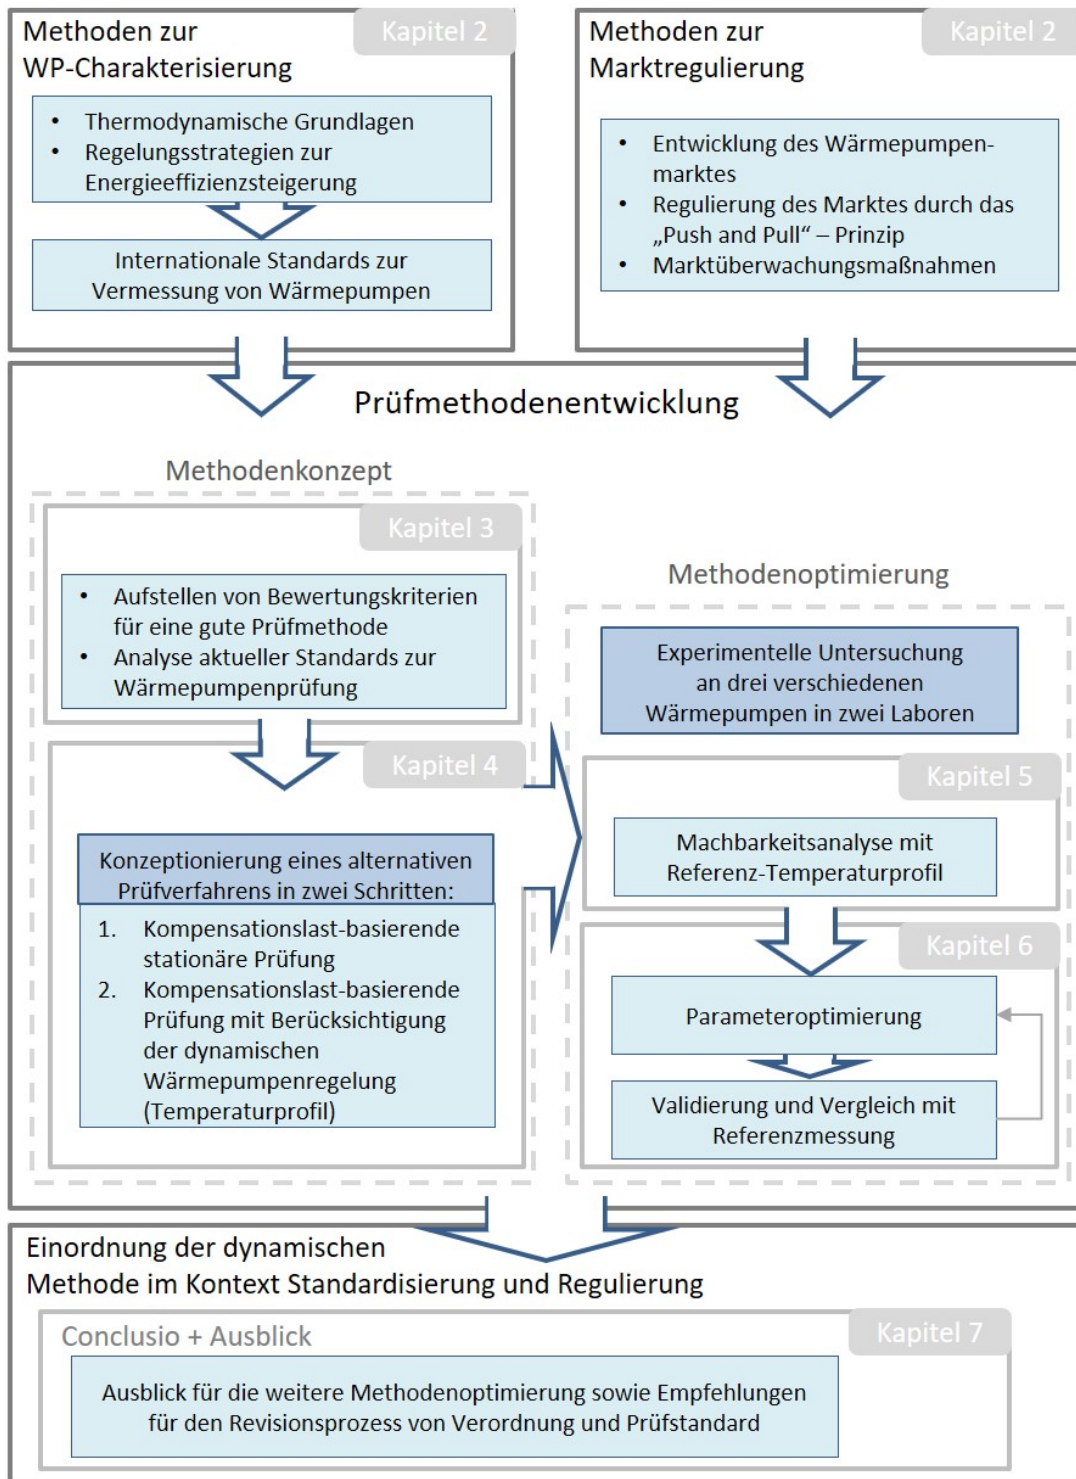 Methoden zur
WP-Charakterisierung
Kapitel 2
• Thermodynamische Grundlagen
• Regelungsstrategien zur
Energieeffizienzsteigerung
Internationale Standards zur
Vermessung von Wärmepumpen
Methoden zur
Marktregulierung
Kapitel 2
• Entwicklung des Wärmepumpen-
marktes
• Regulierung des Marktes durch das
„Push and Pull“ – Prinzip
• Marktüberwachungsmaßnahmen
Prüfmethodenentwicklung
Methodenkonzept
Kapitel 3
• Aufstellen von Bewertungskriterien
für eine gute Prüfmethode
• Analyse aktueller Standards zur
Wärmepumpenprüfung
Kapitel 4
Konzeptionierung eines alternativen
Prüfverfahrens in zwei Schritten:
1. Kompensationslast-basierende
stationäre Prüfung
2. Kompensationslast-basierende
Prüfung mit Berücksichtigung
der dynamischen
Wärmepumpenregelung
(Temperaturprofil)
Methodenoptimierung
Experimentelle Untersuchung
an drei verschiedenen
Wärmepumpen in zwei Laboren
Kapitel 5
Machbarkeitsanalyse mit
Referenz-Temperaturprofil
Kapitel 6
Parameteroptimierung
Validierung und Vergleich mit
Referenzmessung
Einordnung der dynamischen
Methode im Kontext Standardisierung und Regulierung
Conclusio + Ausblick
Kapitel 7
Ausblick für die weitere Methodenoptimierung sowie Empfehlungen
für den Revisionsprozess von Verordnung und Prüfstandard